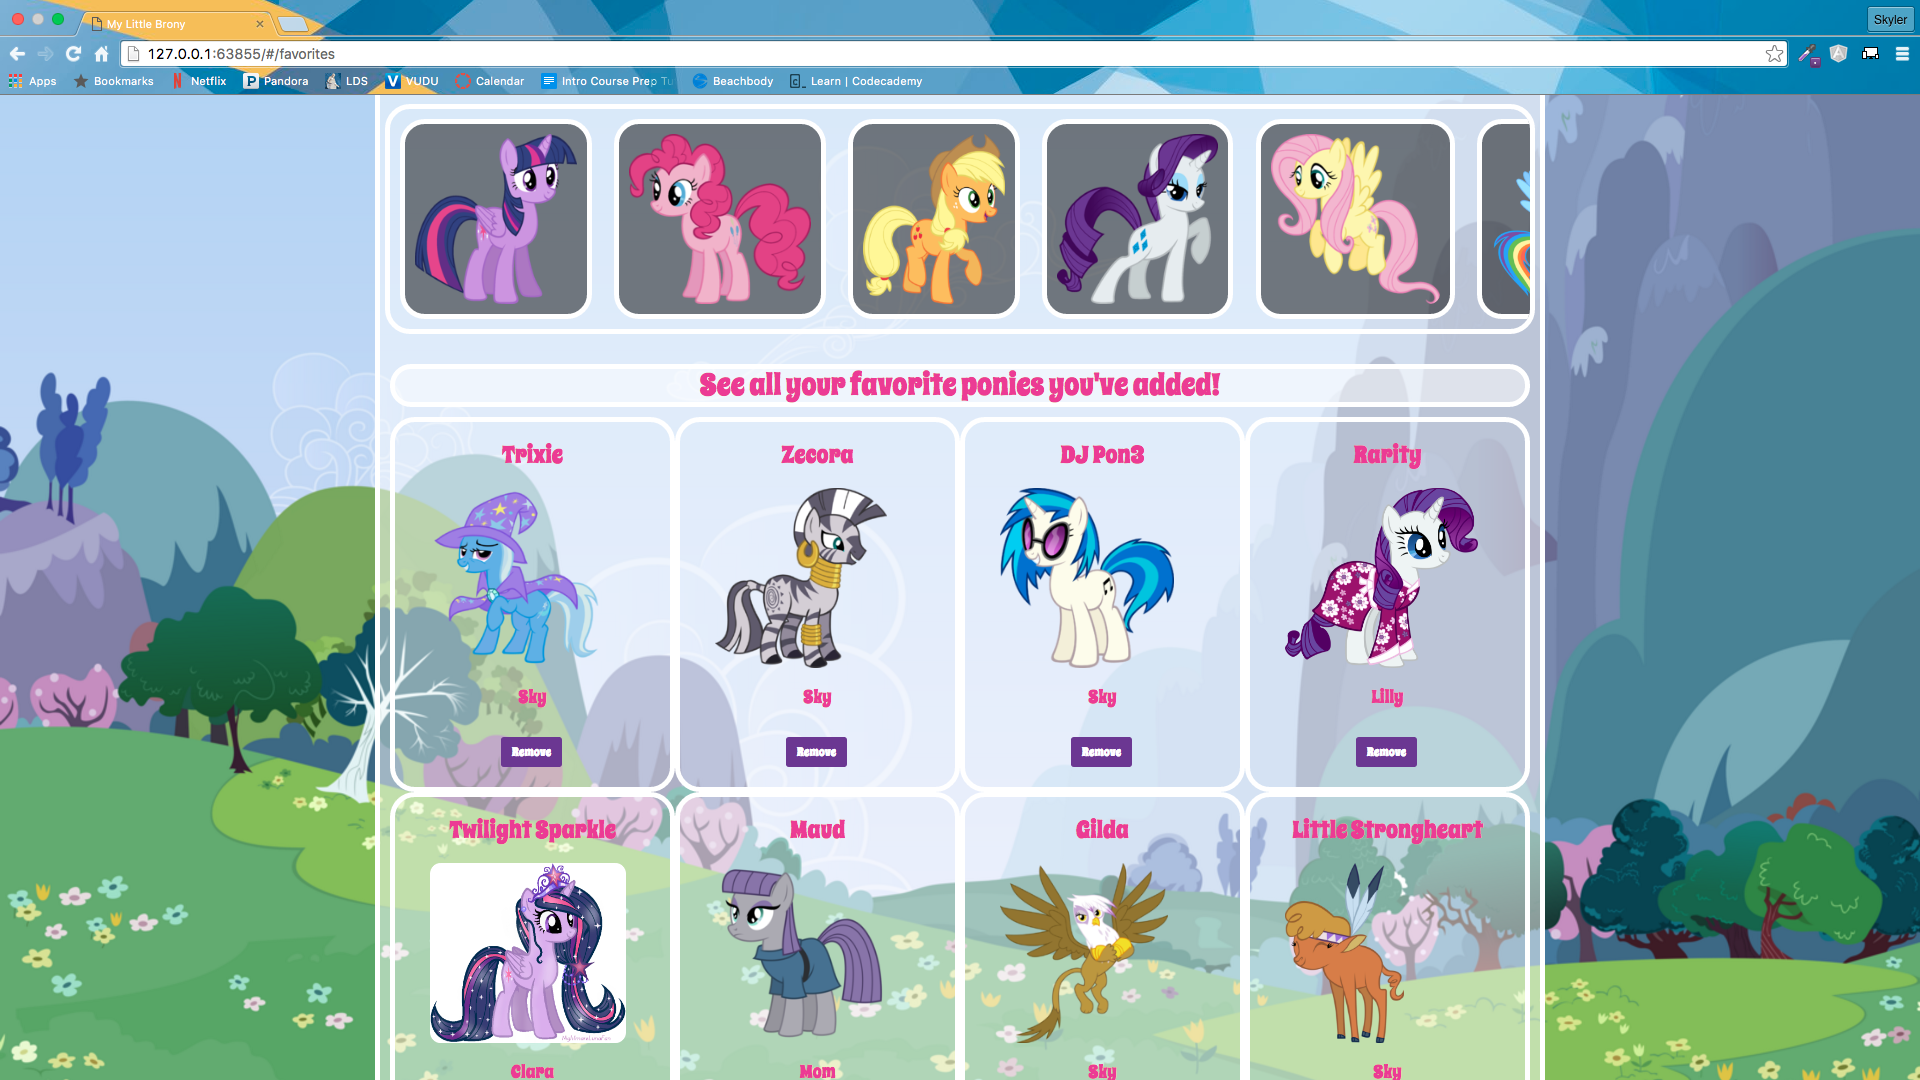 My Little Brony
Skyler
127.0.0.1:63855/#/favorites
Apps Bookmarks Netflix Pandora LDS VUDU Calendar Intro Course Prep Tu Beachbody Learn | Codecademy
See all your favorite ponies you've added!
Trixie Zecora DJ Pon3 Rarity
Sky Sky Sky Lilly
Remove Remove Remove Remove
Twilight Sparkle Maud Gilda Little Strongheart
Clara Mom Sky Sky